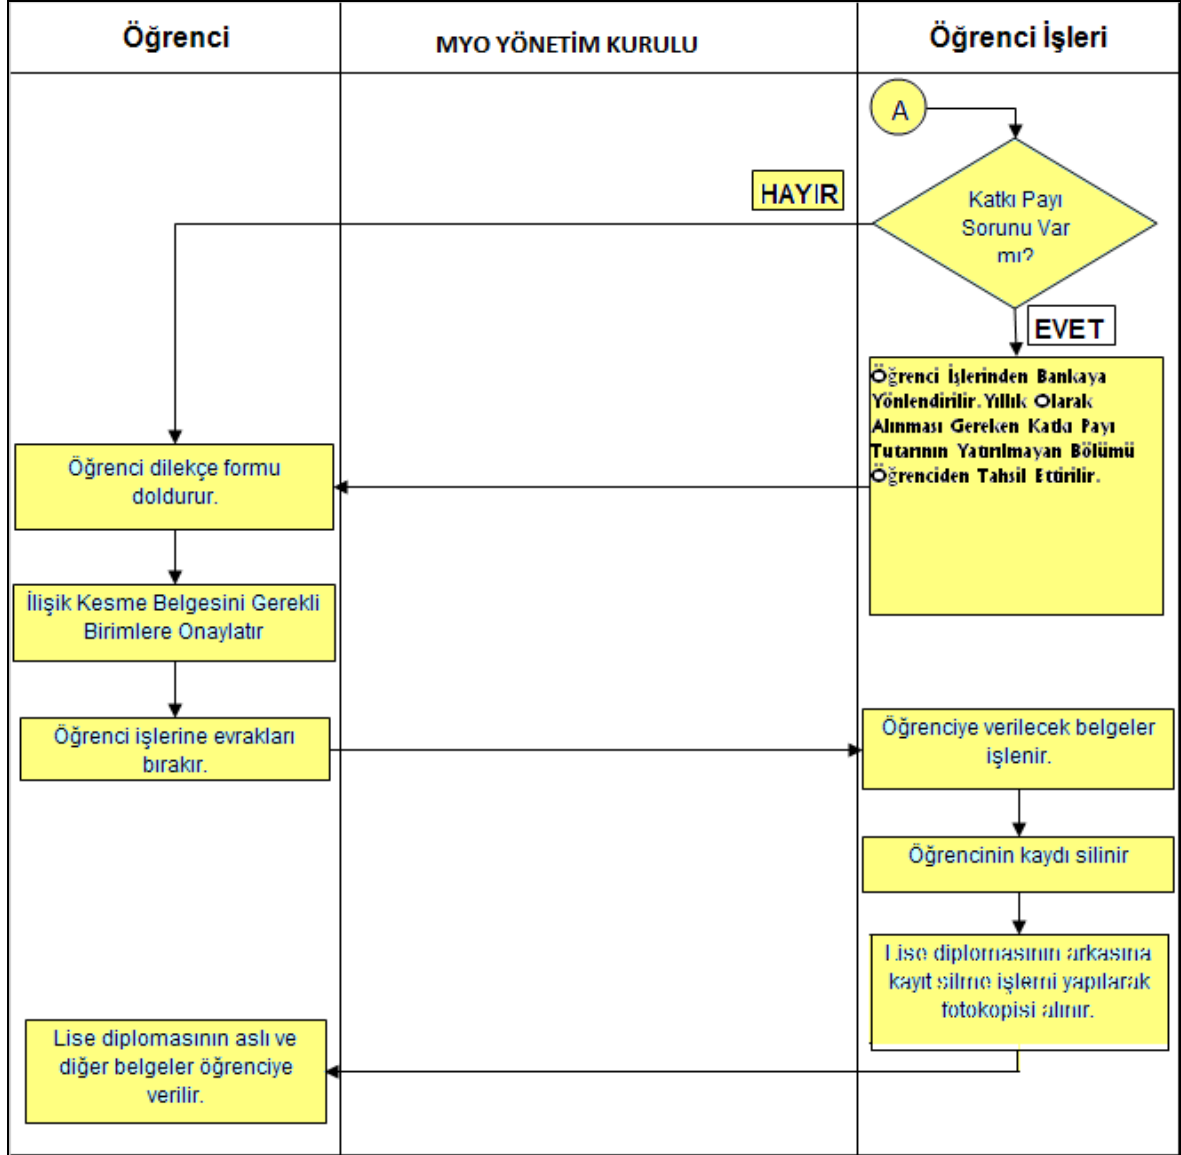 Öğrenci
MYO YÖNETİM KURULU
Öğrenci İşleri
A
Katkı Payı
Sorunu Var
mı?
HAYIR
EVET
Öğrenci İşlerinden Bankaya
Yönlendirilir. Yıllık Olarak
Alınması Gereken Katkı Payı
Tutarının Yatırılmayan Bölümü
Öğrenciden Tahsil Ettirilir.
Öğrenci dilekçe formu
doldurur.
İlişik Kesme Belgesini Gerekli
Birimlere Onaylatır
Öğrenci işlerine evrakları
bırakır.
Öğrenciye verilecek belgeler
işlenir.
Öğrencinin kaydı silinir
Lise diplomasının arkasına
kayıt silme işlemi yapılarak
fotokopisi alınır.
Lise diplomasının aslı ve
diğer belgeler öğrenciye
verilir.